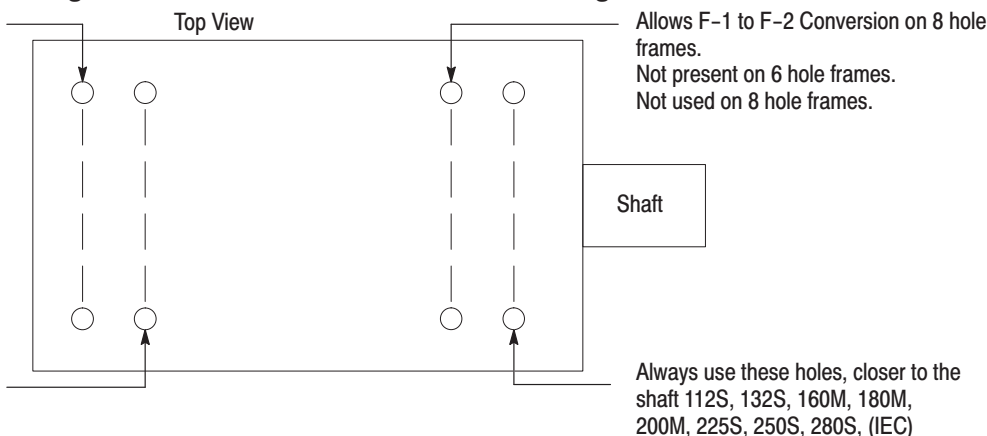 Top View
Allows F-1 to F-2 Conversion on 8 hole
frames.
Not present on 6 hole frames.
Not used on 8 hole frames.
Shaft
Always use these holes, closer to the
shaft 112S, 132S, 160M, 180M,
200M, 225S, 250S, 280S, (IEC)